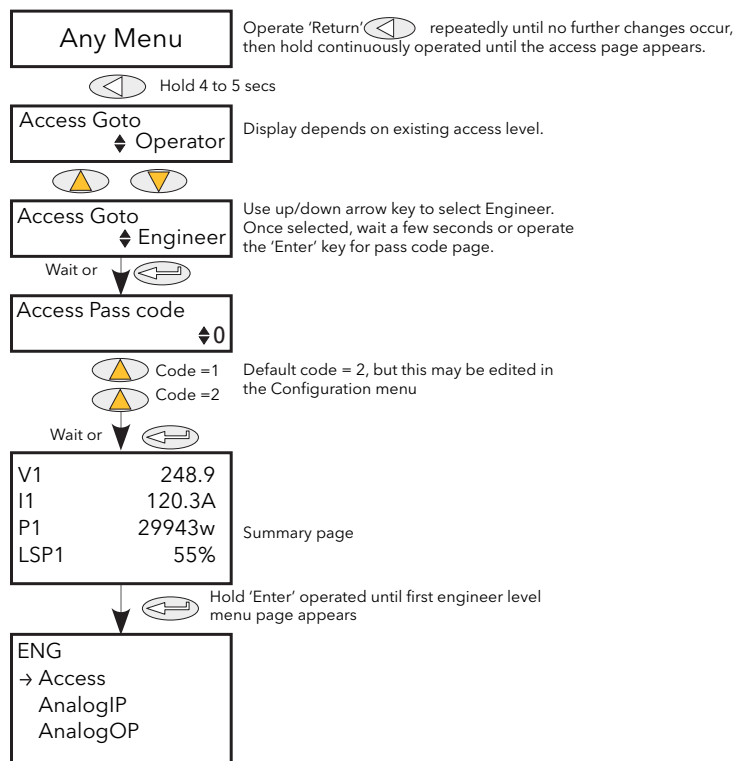 Any Menu
Operate 'Return' repeatedly until no further changes occur,
then hold continuously operated until the access page appears.
Hold 4 to 5 secs
Access Goto
Operator
Display depends on existing access level.
Access Goto
Engineer
Use up/down arrow key to select Engineer.
Once selected, wait a few seconds or operate
the 'Enter' key for pass code page.
Wait or
Access Pass code
0
Code =1
Code =2
Default code = 2, but this may be edited in
the Configuration menu
Wait or
V1 248.9
I1 120.3A
P1 29943w
LSP1 55%
Summary page
Hold 'Enter' operated until first engineer level
menu page appears
ENG
→ Access
AnalogIP
AnalogOP